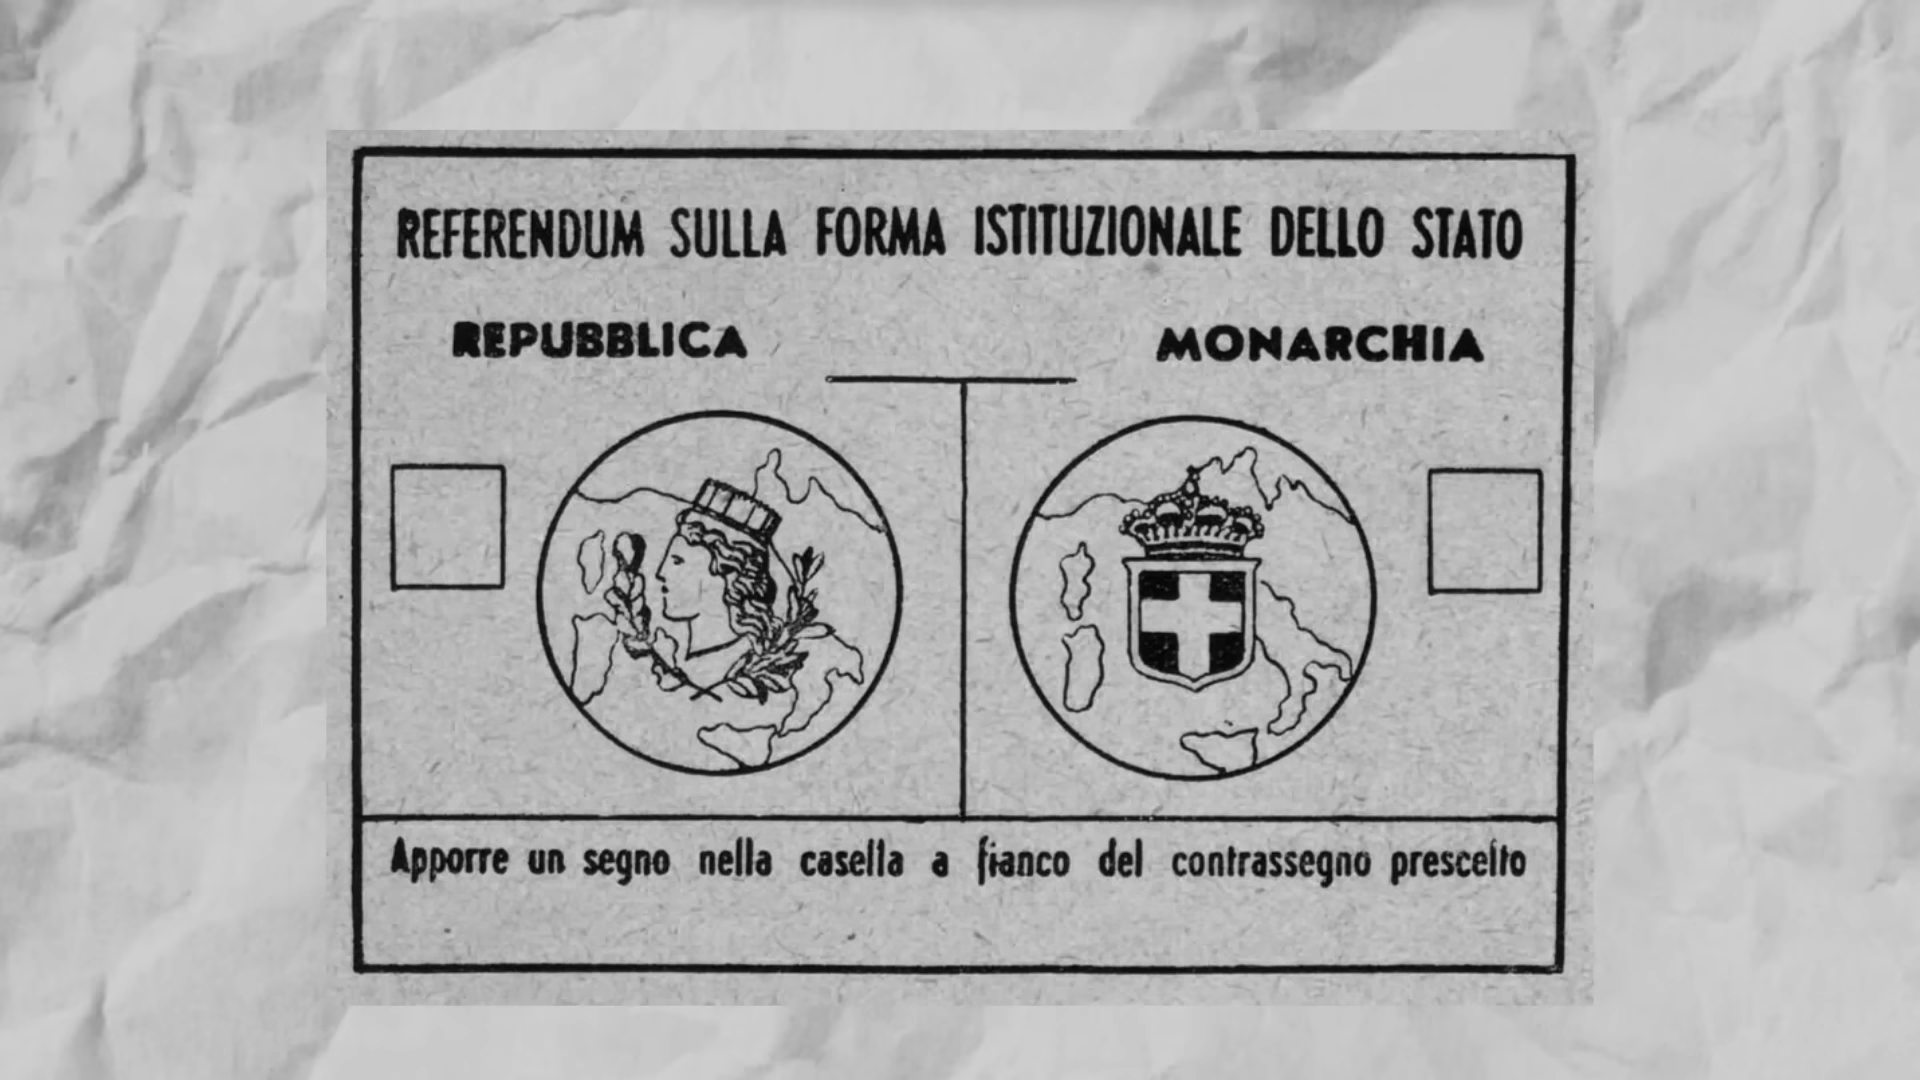 REFERENDUM SULLA FORMA ISTITUZIONALE DELLO STATO
REPUBBLICA
MONARCHIA
Apporre un segno nella casella a fianco del contrassegno prescelto